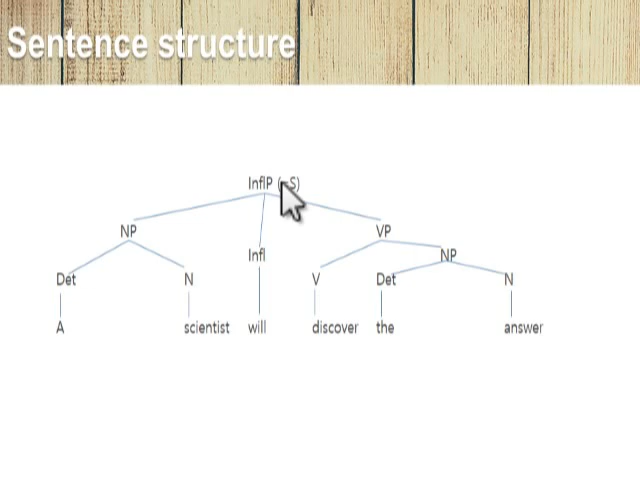 Sentence structure
InflP (=S)
NP
VP
Infl
NP
Det
N
V
Det
N
A scientist will discover the answer